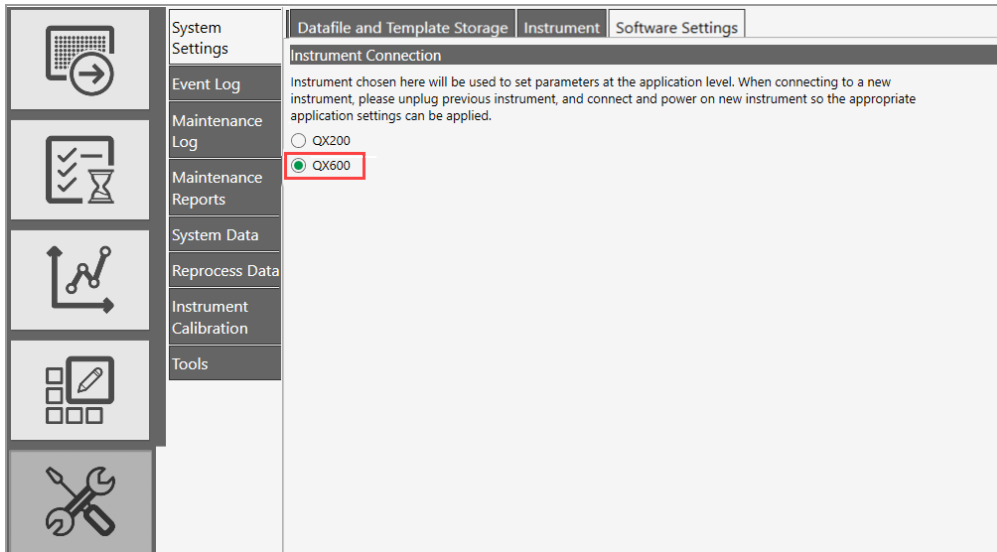 System
Settings
Event Log
Maintenance
Log
Maintenance
Reports
System Data
Reprocess Data
Instrument
Calibration
Tools
Datafile and Template Storage
Instrument
Software Settings
Instrument Connection
Instrument chosen here will be used to set parameters at the application level. When connecting to a new
instrument, please unplug previous instrument, and connect and power on new instrument so the appropriate
application settings can be applied.
QX200
QX600